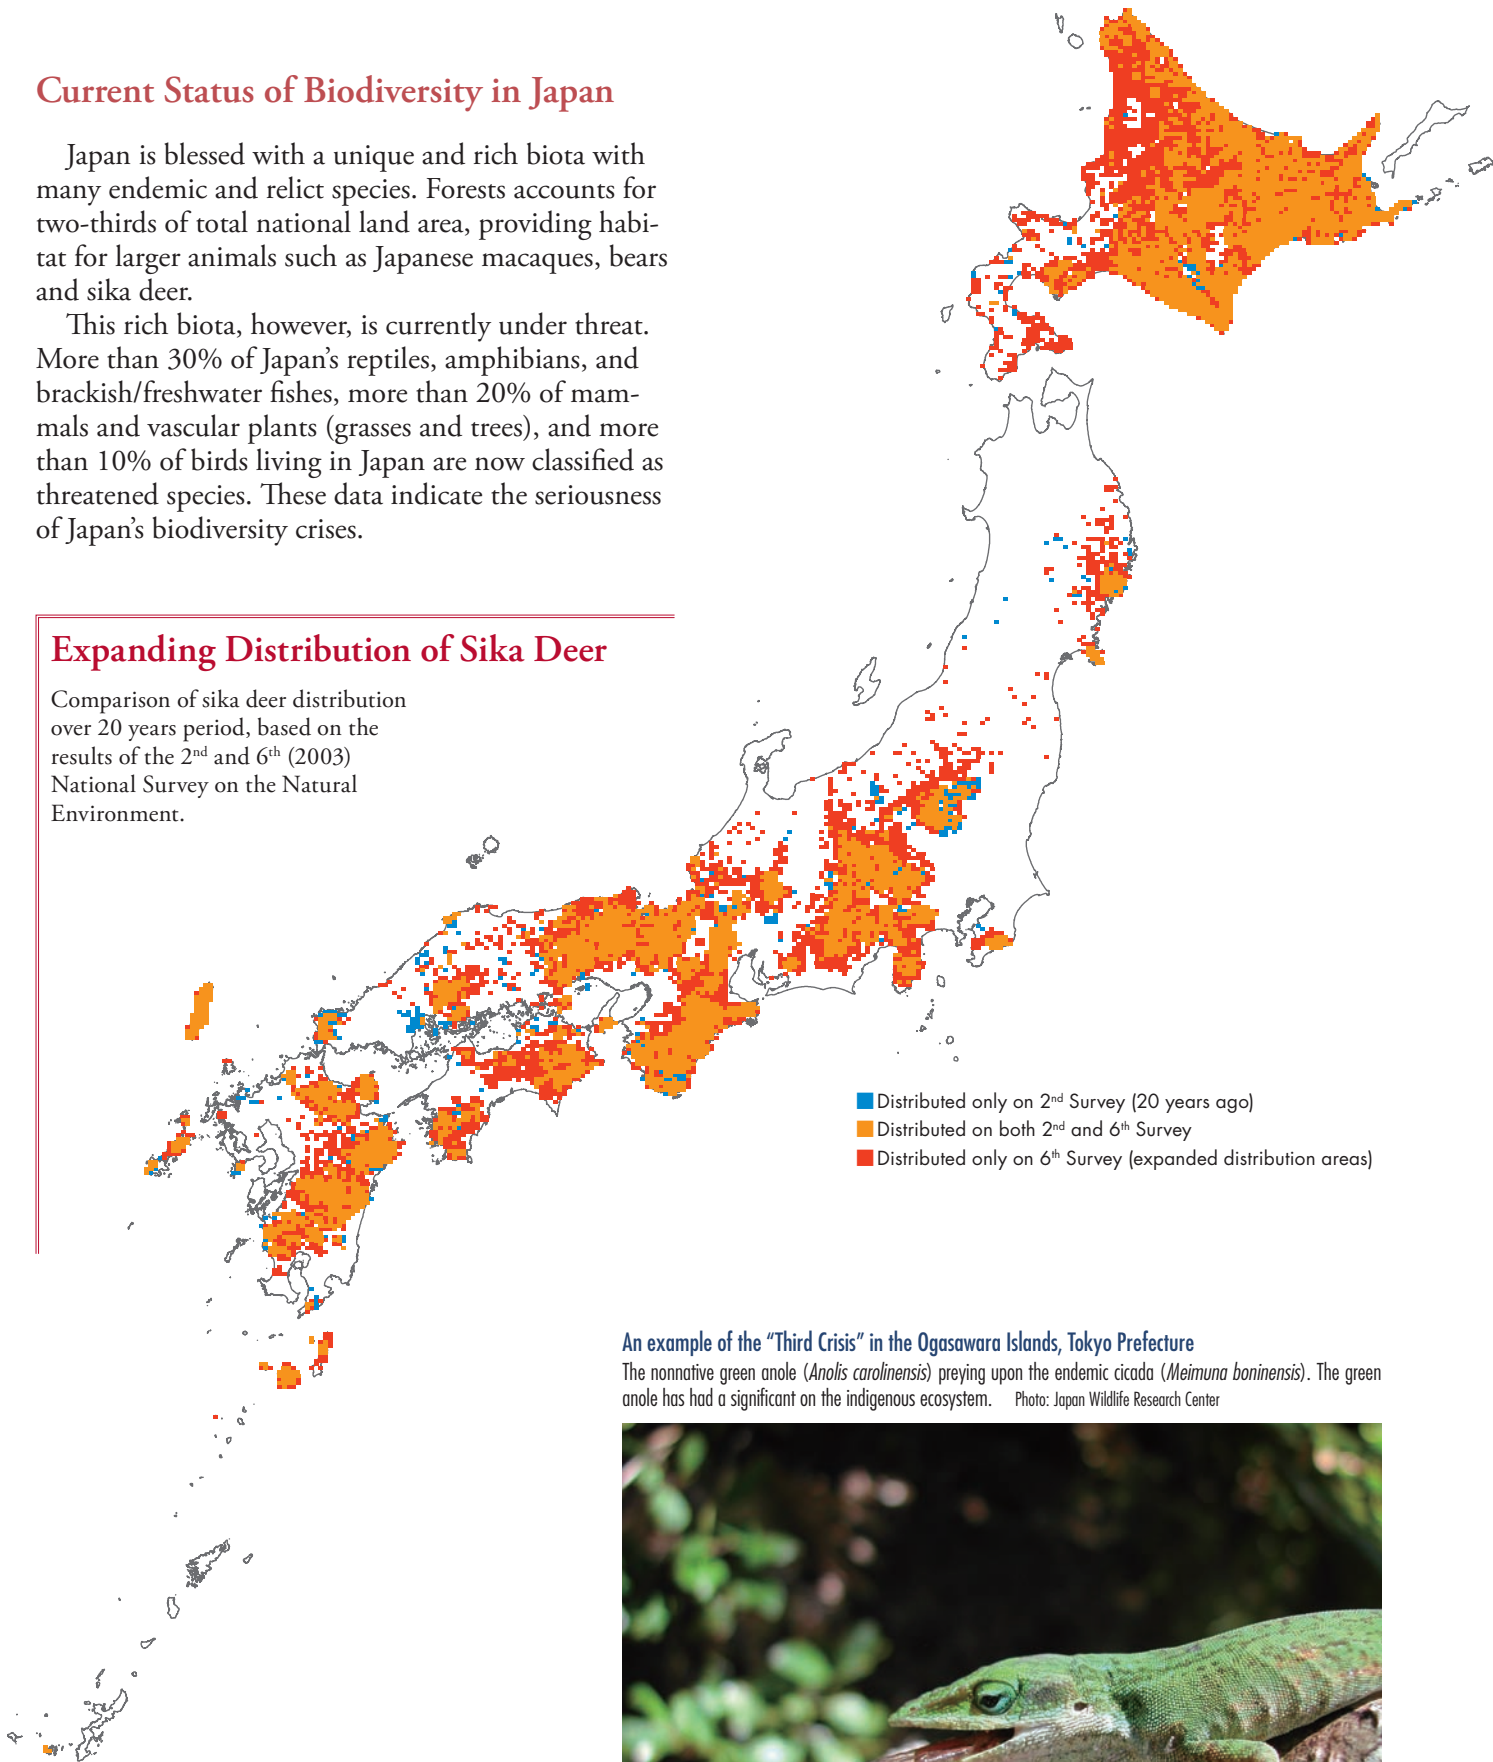 Current Status of Biodiversity in Japan
Japan is blessed with a unique and rich biota with
many endemic and relict species. Forests accounts for
two-thirds of total national land area, providing habi-
tat for larger animals such as Japanese macaques, bears
and sika deer.
This rich biota, however, is currently under threat.
More than 30% of Japan's reptiles, amphibians, and
brackish/freshwater fishes, more than 20% of mam-
mals and vascular plants (grasses and trees), and more
than 10% of birds living in Japan are now classified as
threatened species. These data indicate the seriousness
of Japan's biodiversity crises.
Expanding Distribution of Sika Deer
Comparison of sika deer distribution
over 20 years period, based on the
results of the 2nd and 6th (2003)
National Survey on the Natural
Environment.
Distributed only on 2nd Survey (20 years ago)
Distributed on both 2nd and 6th Survey
Distributed only on 6th Survey (expanded distribution areas)
An example of the "Third Crisis" in the Ogasawara Islands, Tokyo Prefecture
The nonnative green anole (Anolis carolinensis) preying upon the endemic cicada (Meimuna boninensis). The green
anole has had a significant on the indigenous ecosystem. Photo: Japan Wildlife Research Center